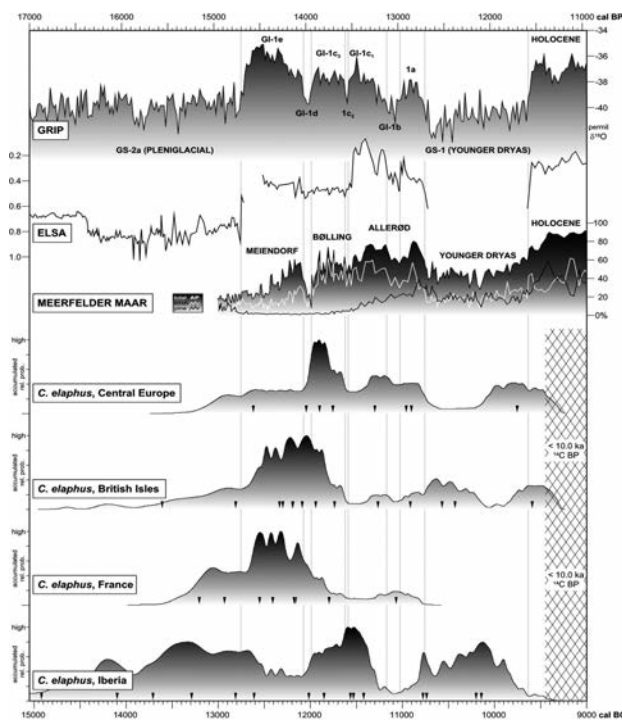 17000 16000 15000 14000 13000 12000 11000 cal BP
GI-1e
GI-1c₃ GI-1c₁
1a
HOLOCENE
-34
-36
-38
-40
permil
δ¹⁸O
GI-1d
1c₂
GI-1b
GRIP
GS-2a (PLENIGLACIAL)
GS-1 (YOUNGER DRYAS)
0.2
0.4
0.6
0.8
1.0
ELSA
MEIENDORF
BØLLING
ALLERØD
YOUNGER DRYAS
HOLOCENE
100
80
60
40
20
0%
MEERFELDER MAAR
high
accumulated
rel. prob.
C. elaphus, Central Europe
high
accumulated
rel. prob.
C. elaphus, British Isles
< 10.0 ka
¹⁴C BP
high
accumulated
rel. prob.
C. elaphus, France
< 10.0 ka
¹⁴C BP
high
accumulated
rel. prob.
C. elaphus, Iberia
15000 14000 13000 12000 11000 10000 9000 cal BC